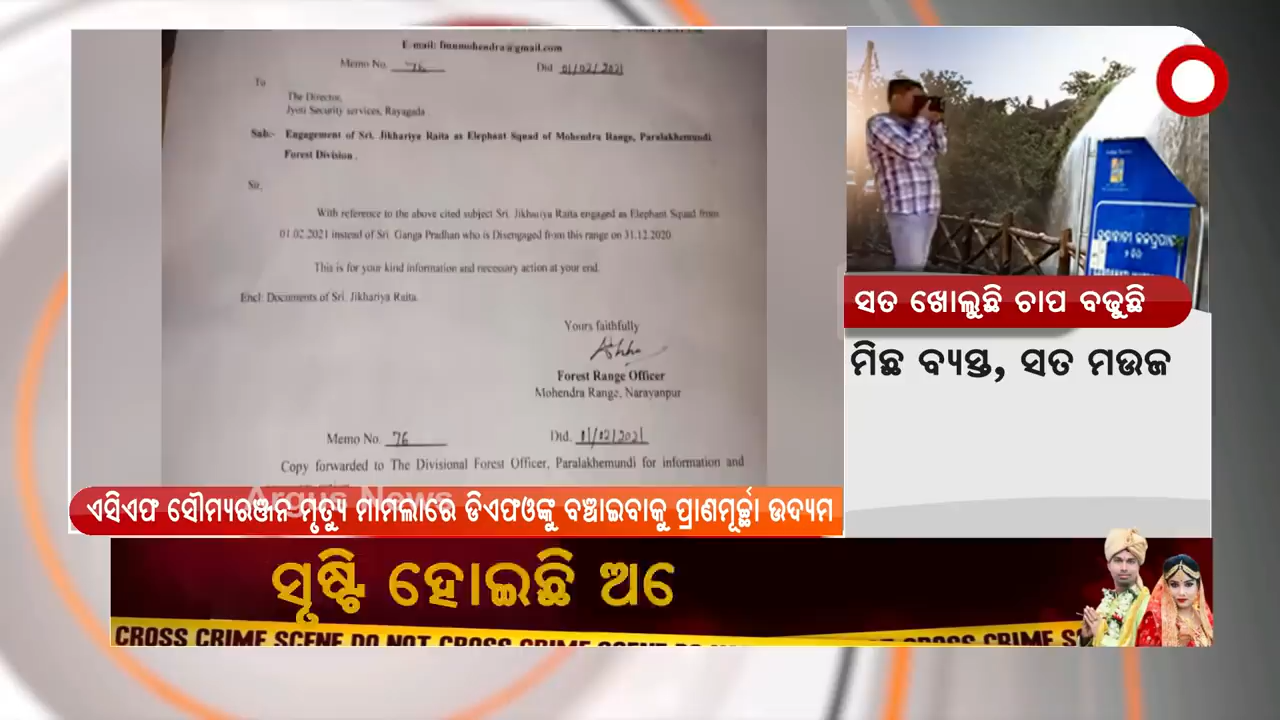 E-mail: fmnmohendra@gmail.com
Memo No. 76 Dtd 01/02/2021
To
The Director,
Jyoti Security services, Rayagada
Sub:- Engagement of Sri. Jikhariya Raita as Elephant Squad of Mohendra Range, Paralakhemundi
Forest Division .
Sir,
With reference to the above cited subject Sri. Jikhariya Raita engaged as Elephant Squad from
01.02.2021 instead of Sri. Ganga Pradhan who is Disengaged from this range on 31.12.2020.
This is for your kind information and necessary action at your end.
Encl: Documents of Sri. Jikhariya Raita.
Yours faithfully
Forest Range Officer
Mohendra Range, Narayanpur
Memo No. 76 Dtd. 01/02/2021
Copy forwarded to The Divisional Forest Officer, Paralakhemundi for information and
Argus News
ଏସିଏଫ ସୌମ୍ୟରଞ୍ଜନ ମୃତ୍ୟୁ ମାମଲାରେ ଡିଏଫଓଙ୍କୁ ବଞ୍ଚାଇବାକୁ ପ୍ରାଣମୂର୍ଚ୍ଛା ଉଦ୍ୟମ
ସତ ଖୋଲୁଛି ଚାପ ବଢୁଛି
ମିଛ ବ୍ୟସ୍ତ, ସତ ମଉଜ
ସୃଷ୍ଟି ହୋଇଛି ଅ
CROSS CRIME SCENE DO NOT CROSS CRIME SCENE DO CROSS CRIME